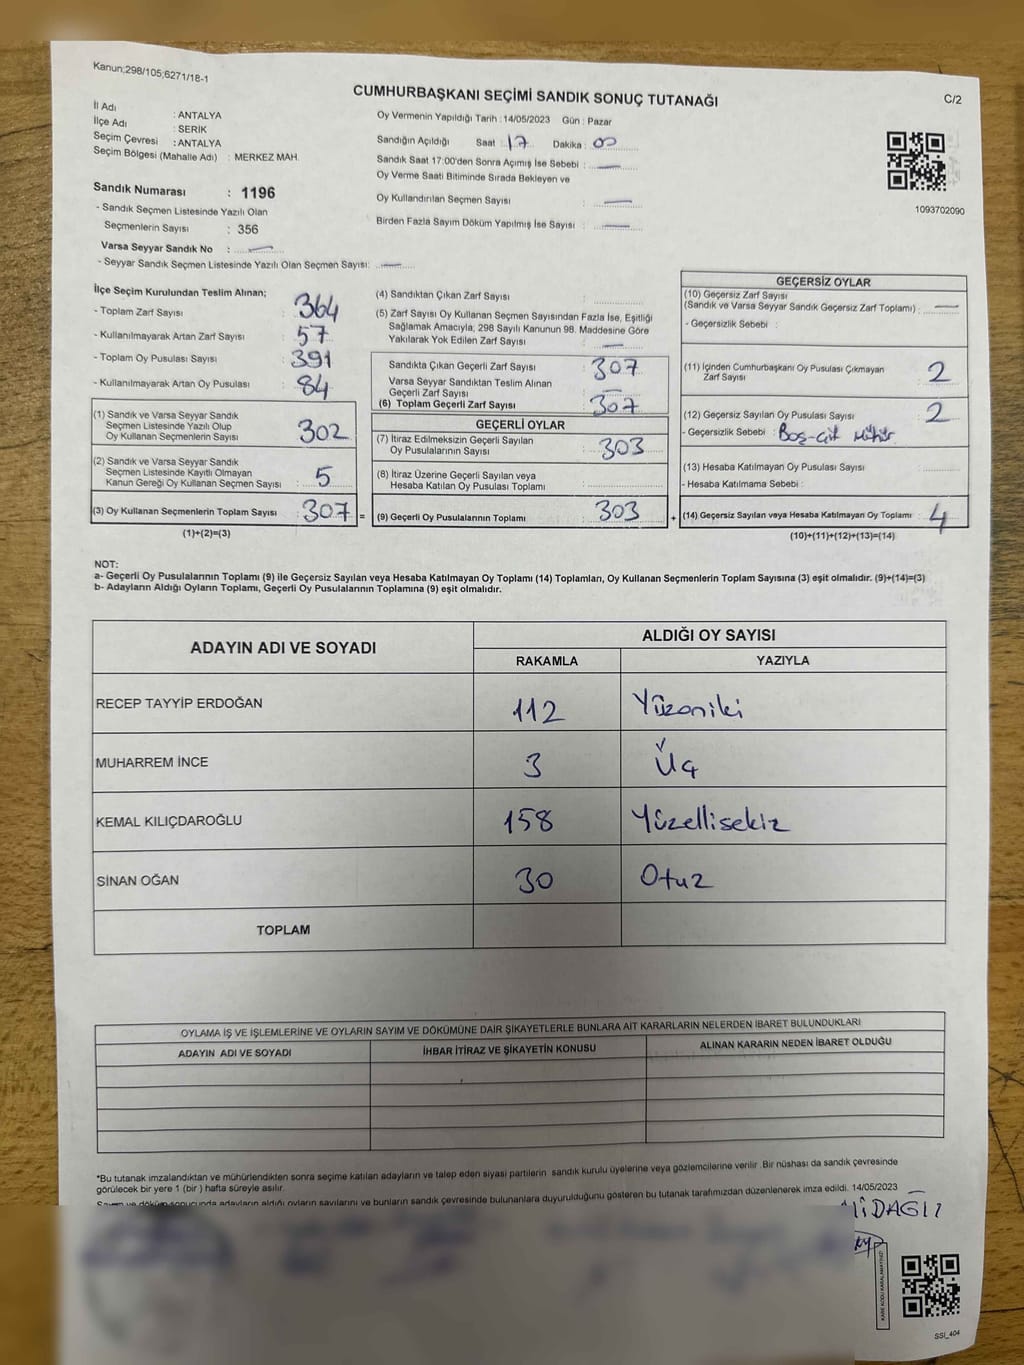 Kanun;298/105;6271/18-1
CUMHURBAŞKANI SEÇİMİ SANDIK SONUÇ TUTANAĞI
C/2
İl Adı : ANTALYA
İlçe Adı : SERİK
Seçim Çevresi : ANTALYA
Seçim Bölgesi (Mahalle Adı) : MERKEZ MAH.
Sandık Numarası : 1196
- Sandık Seçmen Listesinde Yazılı Olan
Seçmenlerin Sayısı : 356
Varsa Seyyar Sandık No :
- Seyyar Sandık Seçmen Listesinde Yazılı Olan Seçmen Sayısı:
Oy Vermenin Yapıldığı Tarih : 14/05/2023 Gün : Pazar
Sandığın Açıldığı Saat : 17 Dakika : 00
Sandık Saat 17:00'den Sonra Açımış İse Sebebi :
Oy Verme Saati Bitiminde Sırada Bekleyen ve
Oy Kullandırılan Seçmen Sayısı :
Birden Fazla Sayım Döküm Yapılmış İse Sayısı :
1093702090
İlçe Seçim Kurulundan Teslim Alınan;
- Toplam Zarf Sayısı : 364
- Kullanılmayarak Artan Zarf Sayısı : 57
- Toplam Oy Pusulası Sayısı : 391
- Kullanılmayarak Artan Oy Pusulası : 84
(1) Sandık ve Varsa Seyyar Sandık
Seçmen Listesinde Yazılı Olup
Oy Kullanan Seçmenlerin Sayısı : 302
(2) Sandık ve Varsa Seyyar Sandık
Seçmen Listesinde Kayıtlı Olmayan
Kanun Gereği Oy Kullanan Seçmen Sayısı : 5
(3) Oy Kullanan Seçmenlerin Toplam Sayısı : 307 =
(1)+(2)=(3)
(4) Sandıktan Çıkan Zarf Sayısı :
(5) Zarf Sayısı Oy Kullanan Seçmen Sayısından Fazla İse, Eşitliği
Sağlamak Amacıyla, 298 Sayılı Kanunun 98. Maddesine Göre
Yakılarak Yok Edilen Zarf Sayısı :
Sandıkta Çıkan Geçerli Zarf Sayısı : 307
Varsa Seyyar Sandıktan Teslim Alınan
Geçerli Zarf Sayısı :
(6) Toplam Geçerli Zarf Sayısı : 307
GEÇERLİ OYLAR
(7) İtiraz Edilmeksizin Geçerli Sayılan
Oy Pusulalarının Sayısı : 303
(8) İtiraz Üzerine Geçerli Sayılan veya
Hesaba Katılan Oy Pusulası Toplamı :
(9) Geçerli Oy Pusulalarının Toplamı : 303 +
GEÇERSİZ OYLAR
(10) Geçersiz Zarf Sayısı
(Sandık ve Varsa Seyyar Sandık Geçersiz Zarf Toplamı) :
- Geçersizlik Sebebi :
(11) İçinden Cumhurbaşkanı Oy Pusulası Çıkmayan
Zarf Sayısı : 2
(12) Geçersiz Sayılan Oy Pusulası Sayısı : 2
- Geçersizlik Sebebi : Boş-Çift Mühür
(13) Hesaba Katılmayan Oy Pusulası Sayısı :
- Hesaba Katılmama Sebebi :
(14) Geçersiz Sayılan veya Hesaba Katılmayan Oy Toplamı : 4
(10)+(11)+(12)+(13)=(14)
NOT:
a- Geçerli Oy Pusulalarının Toplamı (9) ile Geçersiz Sayılan veya Hesaba Katılmayan Oy Toplamı (14) Toplamları, Oy Kullanan Seçmenlerin Toplam Sayısına (3) eşit olmalıdır. (9)+(14)=(3)
b- Adayların Aldığı Oyların Toplamı, Geçerli Oy Pusulalarının Toplamına (9) eşit olmalıdır.
ADAYIN ADI VE SOYADI ALDIĞI OY SAYISI
RAKAMLA YAZIYLA
RECEP TAYYİP ERDOĞAN 112 Yüzoniki
MUHARREM İNCE 3 Üç
KEMAL KILIÇDAROĞLU 158 Yüzellisekiz
SİNAN OĞAN 30 Otuz
TOPLAM
OYLAMA İŞ VE İŞLEMLERİNE VE OYLARIN SAYIM VE DÖKÜMÜNE DAİR ŞİKAYETLERLE BUNLARA AİT KARARLARIN NELERDEN İBARET BULUNDUKLARI
ADAYIN ADI VE SOYADI İHBAR İTİRAZ VE ŞİKAYETİN KONUSU ALINAN KARARIN NEDEN İBARET OLDUĞU
*Bu tutanak imzalandıktan ve mühürlendikten sonra seçime katılan adayların ve talep eden siyasi partilerin sandık kurulu üyelerine veya gözlemcilerine verilir .Bir nüshası da sandık çevresinde
görülecek bir yere 1 (bir ) hafta süreyle asılır.
Sayım ve döküm sonucunda adayların aldığı oyların sayılarını ve bunların sandık çevresinde bulunanlara duyurulduğunu gösteren bu tutanak tarafımızdan düzenlenerek imza edildi. 14/05/2023
KARE KODU KARALAMAYINIZ!
SSI_404